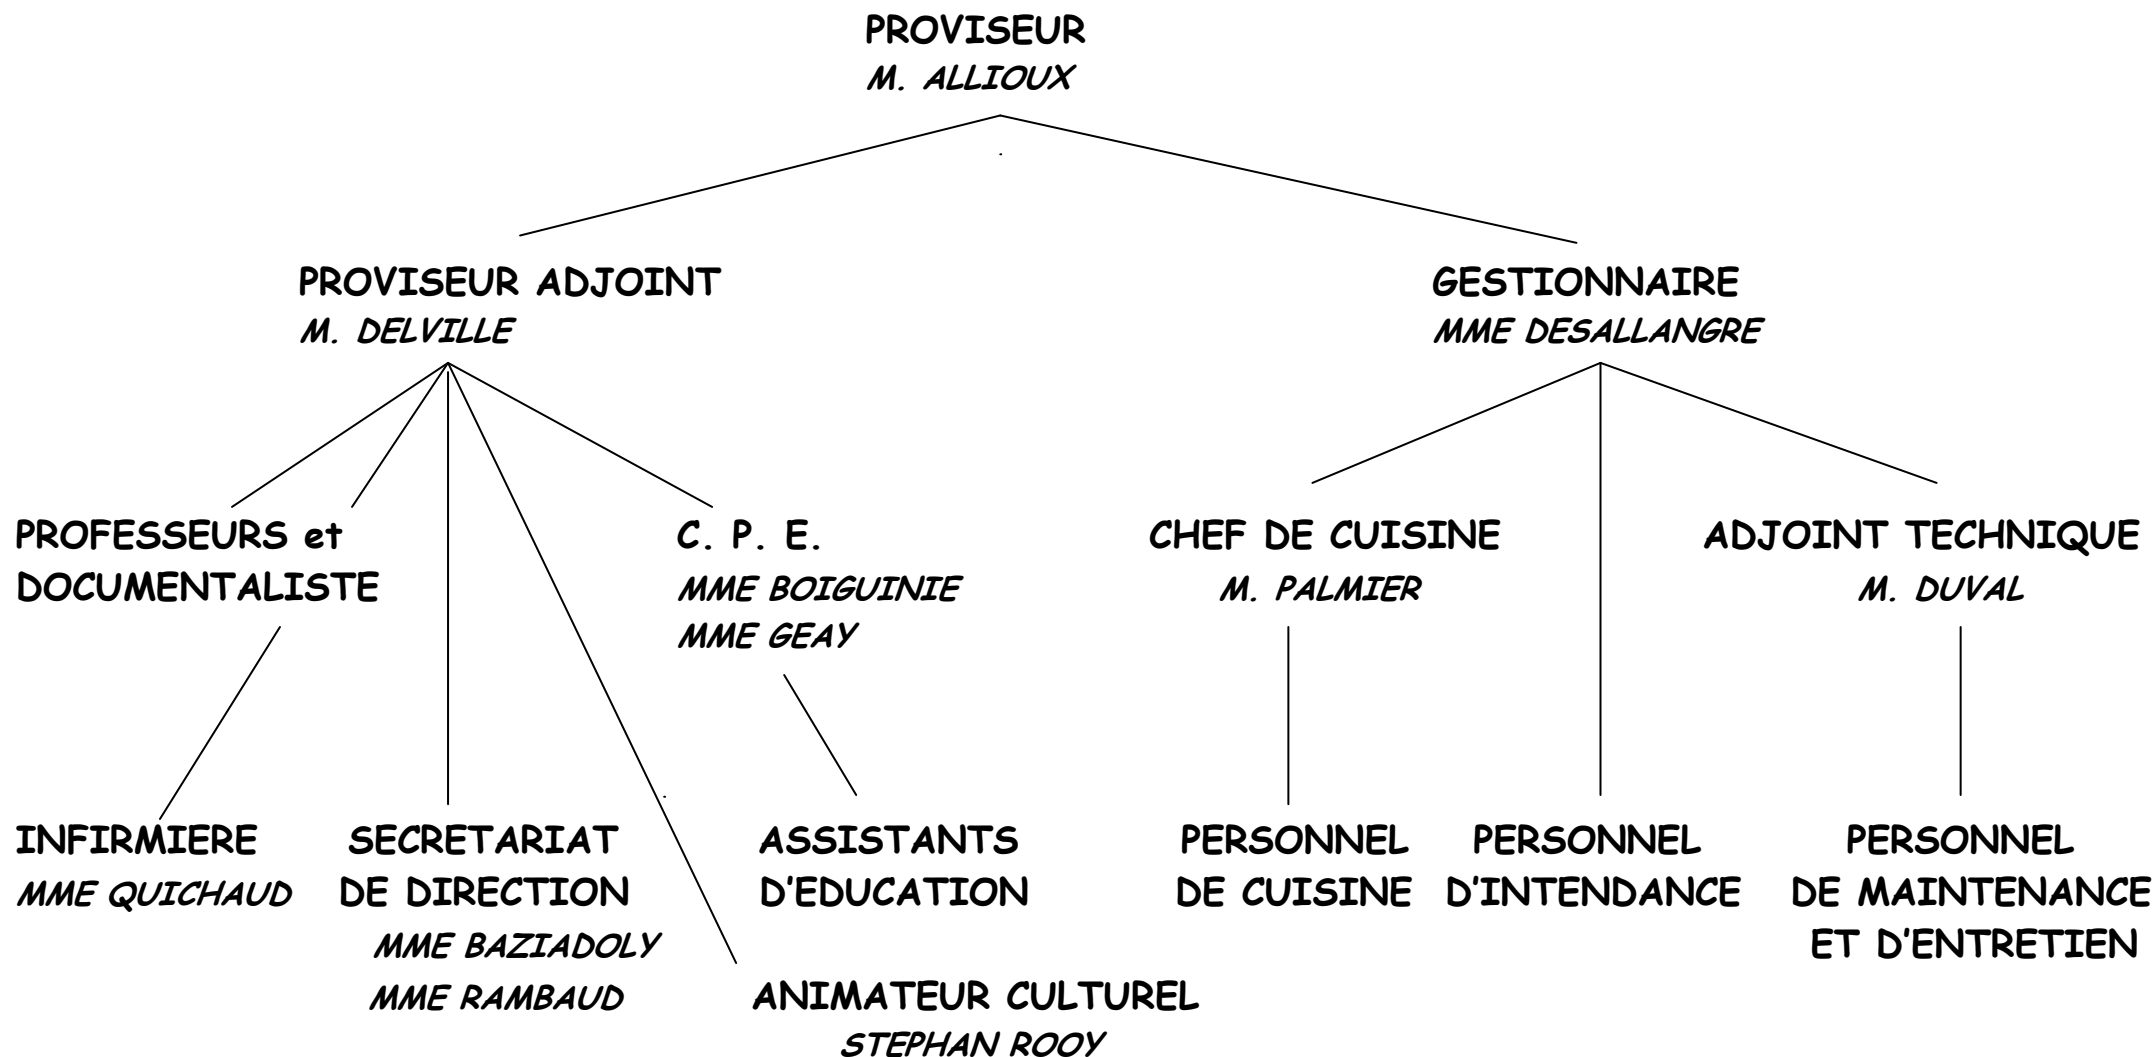 PROVISEUR
M. ALLIOUX
PROVISEUR ADJOINT
M. DELVILLE
GESTIONNAIRE
MME DESALLANGRE
PROFESSEURS et
DOCUMENTALISTE
C. P. E.
MME BOIGUINIE
MME GEAY
CHEF DE CUISINE
M. PALMIER
ADJOINT TECHNIQUE
M. DUVAL
INFIRMIERE
MME QUICHAUD
SECRETARIAT
DE DIRECTION
MME BAZIADOLY
MME RAMBAUD
ASSISTANTS
D'EDUCATION
ANIMATEUR CULTUREL
STEPHAN ROOY
PERSONNEL
DE CUISINE
PERSONNEL
D'INTENDANCE
PERSONNEL
DE MAINTENANCE
ET D'ENTRETIEN